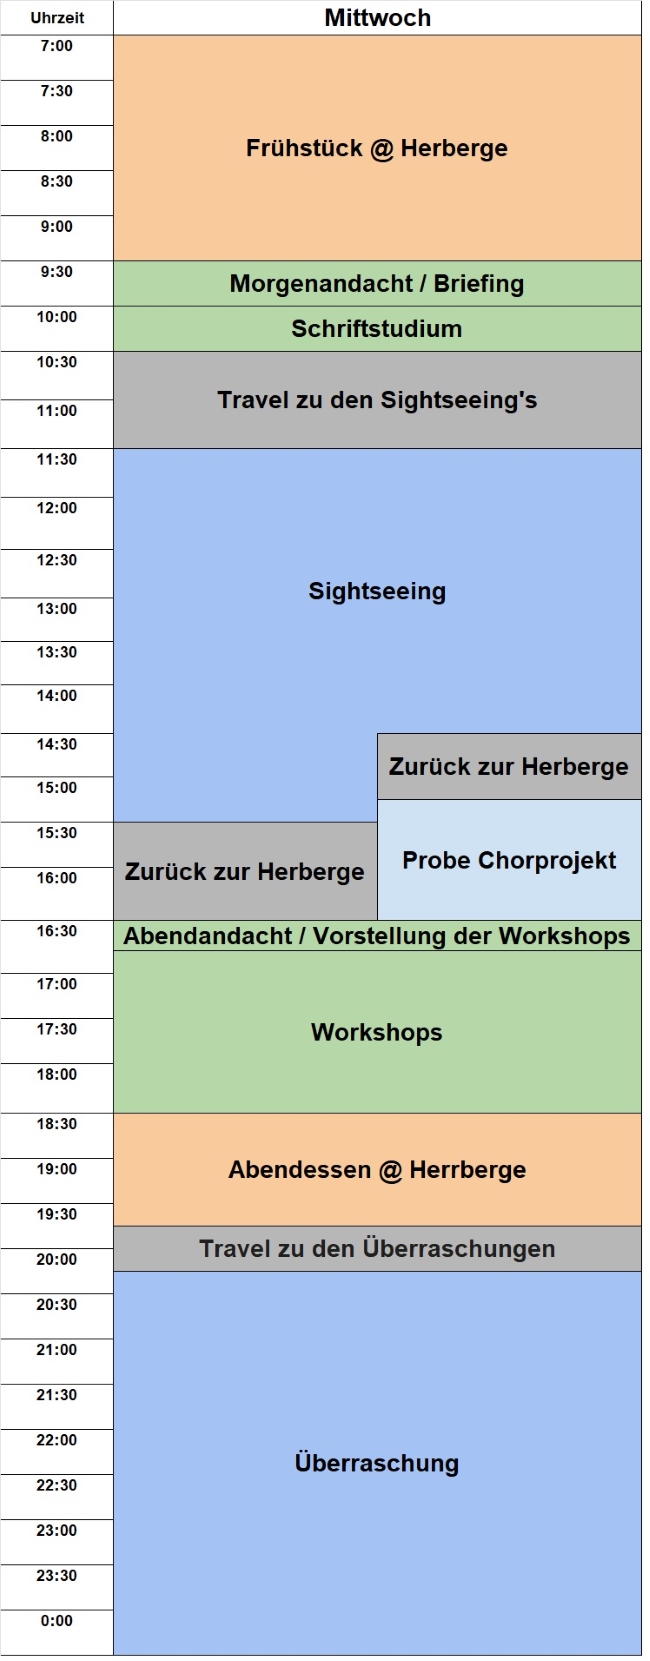 Uhrzeit Mittwoch
7:00
7:30
8:00
Frühstück @ Herberge
8:30
9:00
9:30
Morgenandacht / Briefing
10:00
Schriftstudium
10:30
Travel zu den Sightseeing's
11:00
11:30
12:00
12:30
Sightseeing
13:00
13:30
14:00
14:30
Zurück zur Herberge
15:00
15:30
Probe Chorprojekt
Zurück zur Herberge
16:00
16:30
Abendandacht / Vorstellung der Workshops
17:00
17:30
Workshops
18:00
18:30
19:00
Abendessen @ Herrberge
19:30
Travel zu den Überraschungen
20:00
20:30
21:00
21:30
22:00
Überraschung
22:30
23:00
23:30
0:00